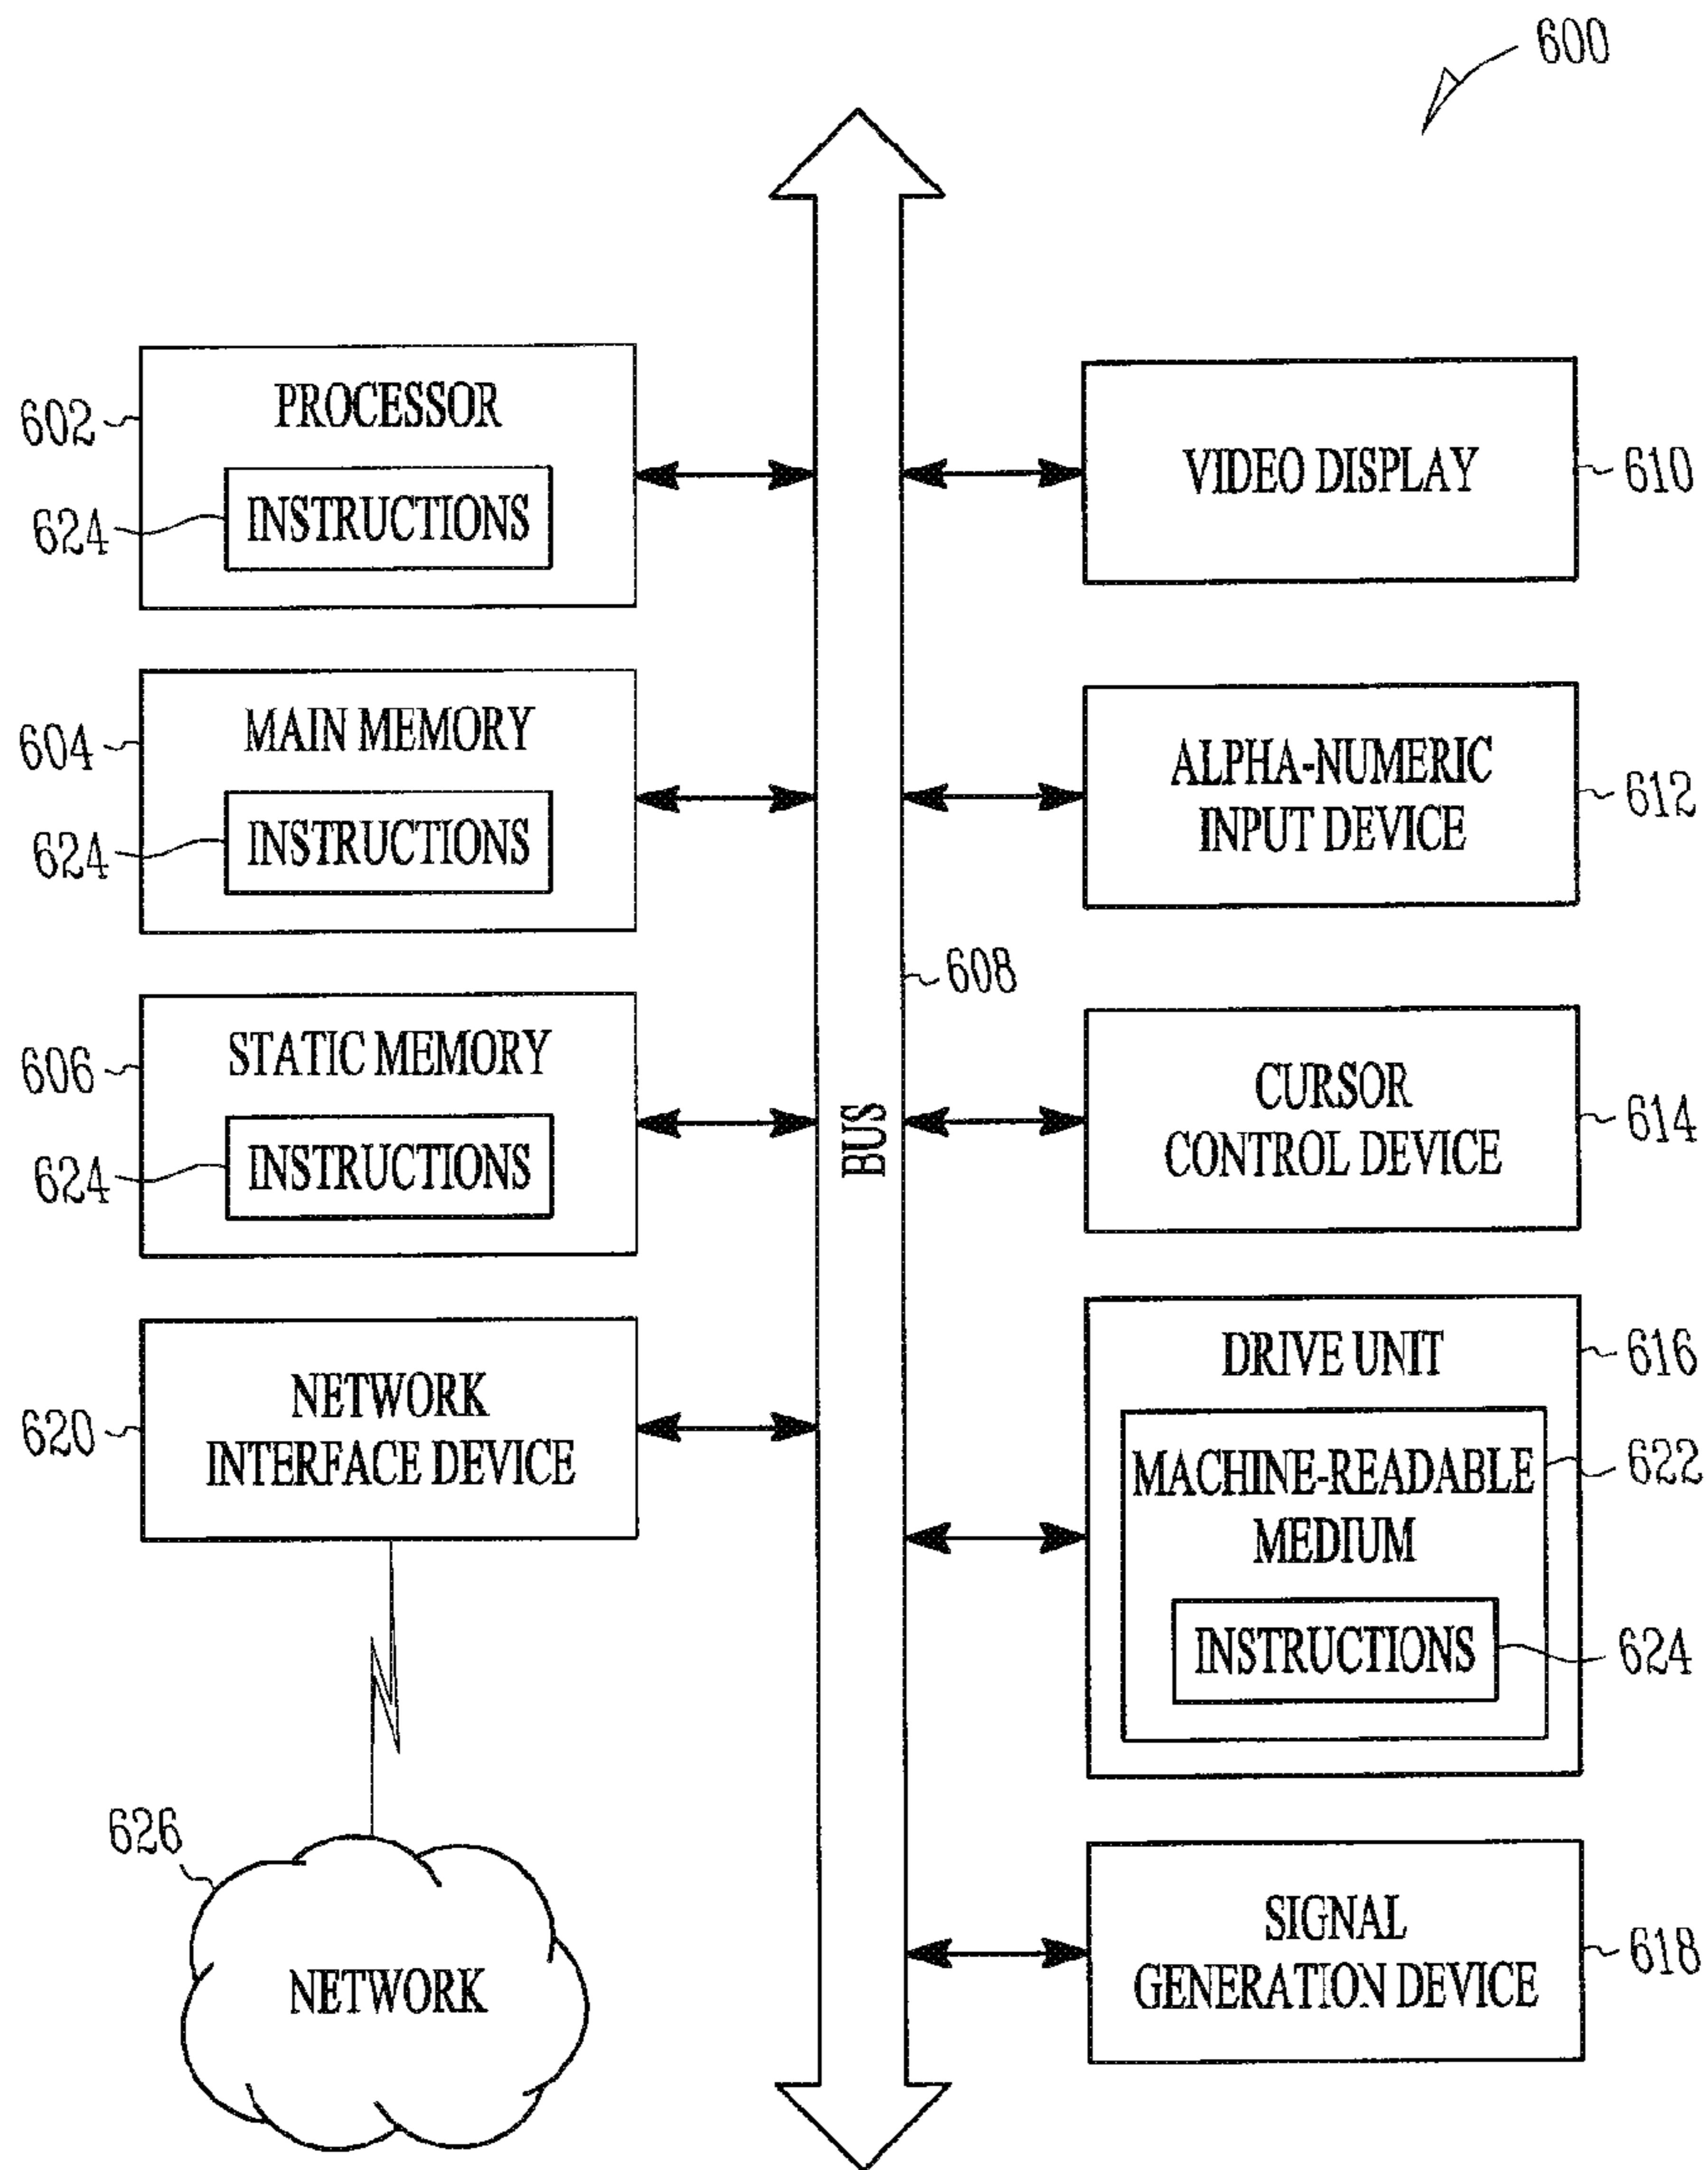 600
PROCESSOR
602
INSTRUCTIONS
624
MAIN MEMORY
604
INSTRUCTIONS
624
STATIC MEMORY
606
INSTRUCTIONS
624
NETWORK
INTERFACE DEVICE
620
626
NETWORK
BUS
608
VIDEO DISPLAY
610
ALPHA-NUMERIC
INPUT DEVICE
612
CURSOR
CONTROL DEVICE
614
DRIVE UNIT
616
MACHINE-READABLE
MEDIUM
622
INSTRUCTIONS
624
SIGNAL
GENERATION DEVICE
618